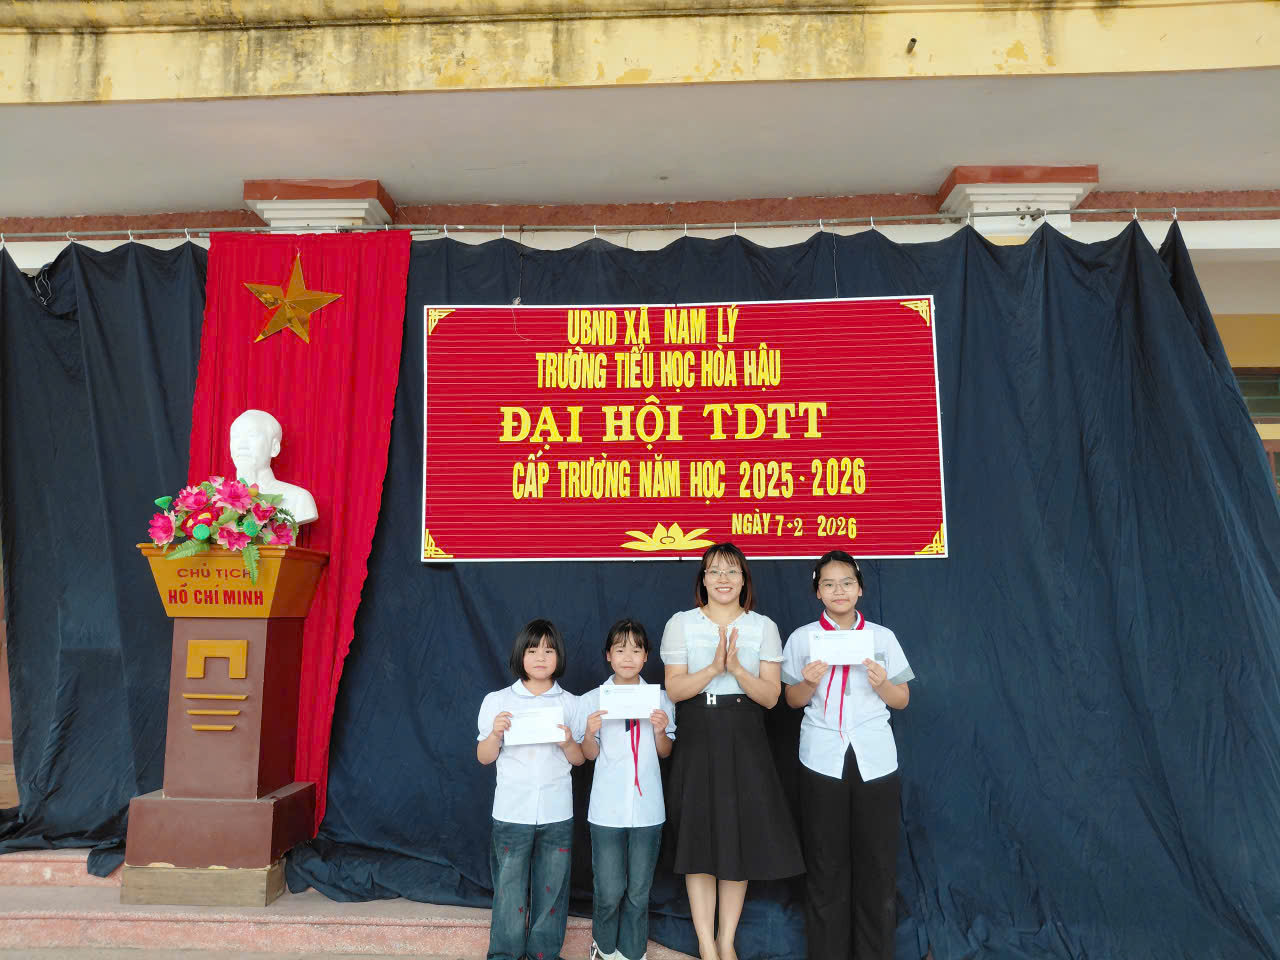 UBND XÃ NAM LÝ
TRƯỜNG TIỂU HỌC HÒA HẬU
ĐẠI HỘI TDTT
CẤP TRƯỜNG NĂM HỌC 2025-2026
NGÀY 7-2 2026
CHỦ TỊCH
HỒ CHÍ MINH